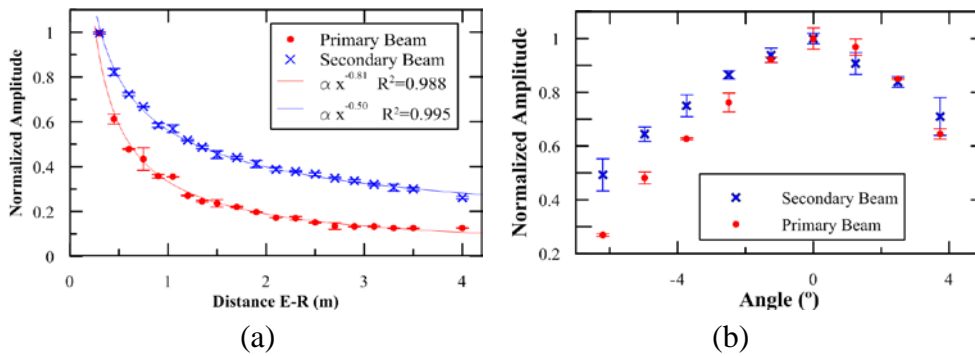 Normalized Amplitude
1
0.8
0.6
0.4
0.2
0
Primary Beam
Secondary Beam
α x^-0.81 R²=0.988
α x^-0.50 R²=0.995
0 1 2 3 4
Distance E-R (m)
(a)
Normalized Amplitude
1
0.8
0.6
0.4
0.2
Secondary Beam
Primary Beam
-4 0 4
Angle (º)
(b)